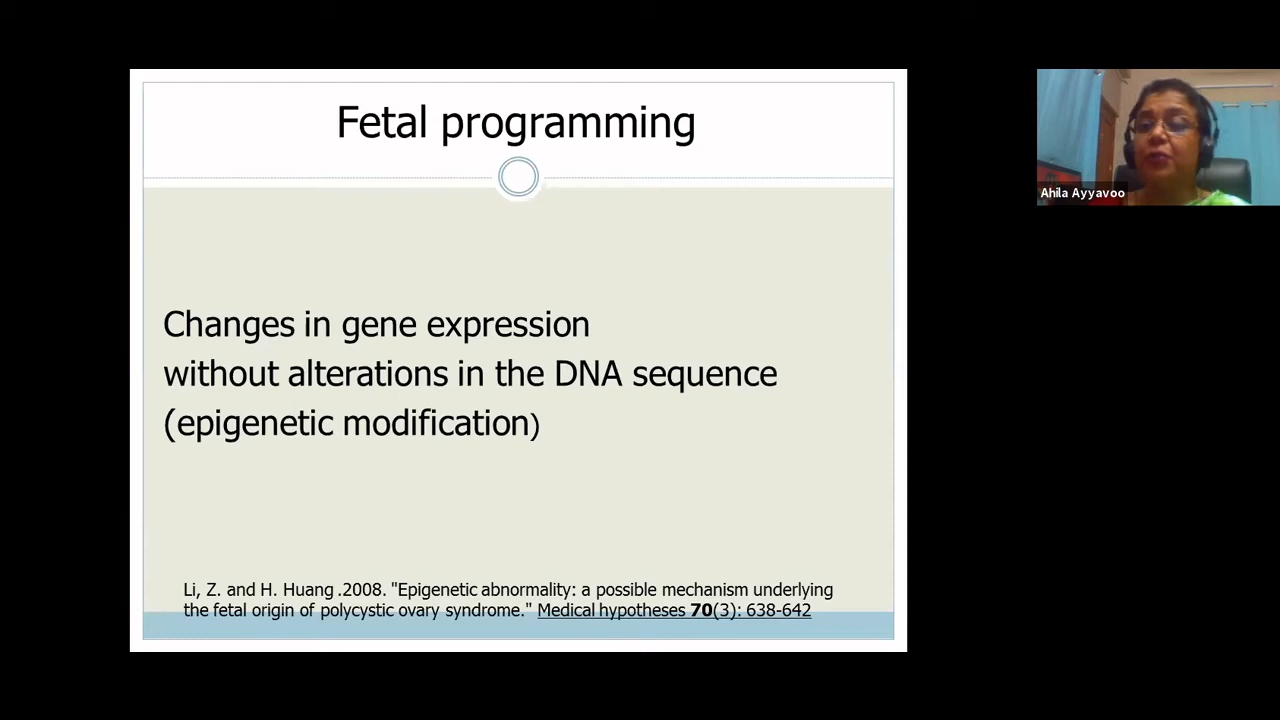 Fetal programming
Changes in gene expression
without alterations in the DNA sequence
(epigenetic modification)
Li, Z. and H. Huang .2008. "Epigenetic abnormality: a possible mechanism underlying
the fetal origin of polycystic ovary syndrome." Medical hypotheses 70(3): 638-642
Ahila Ayyavoo